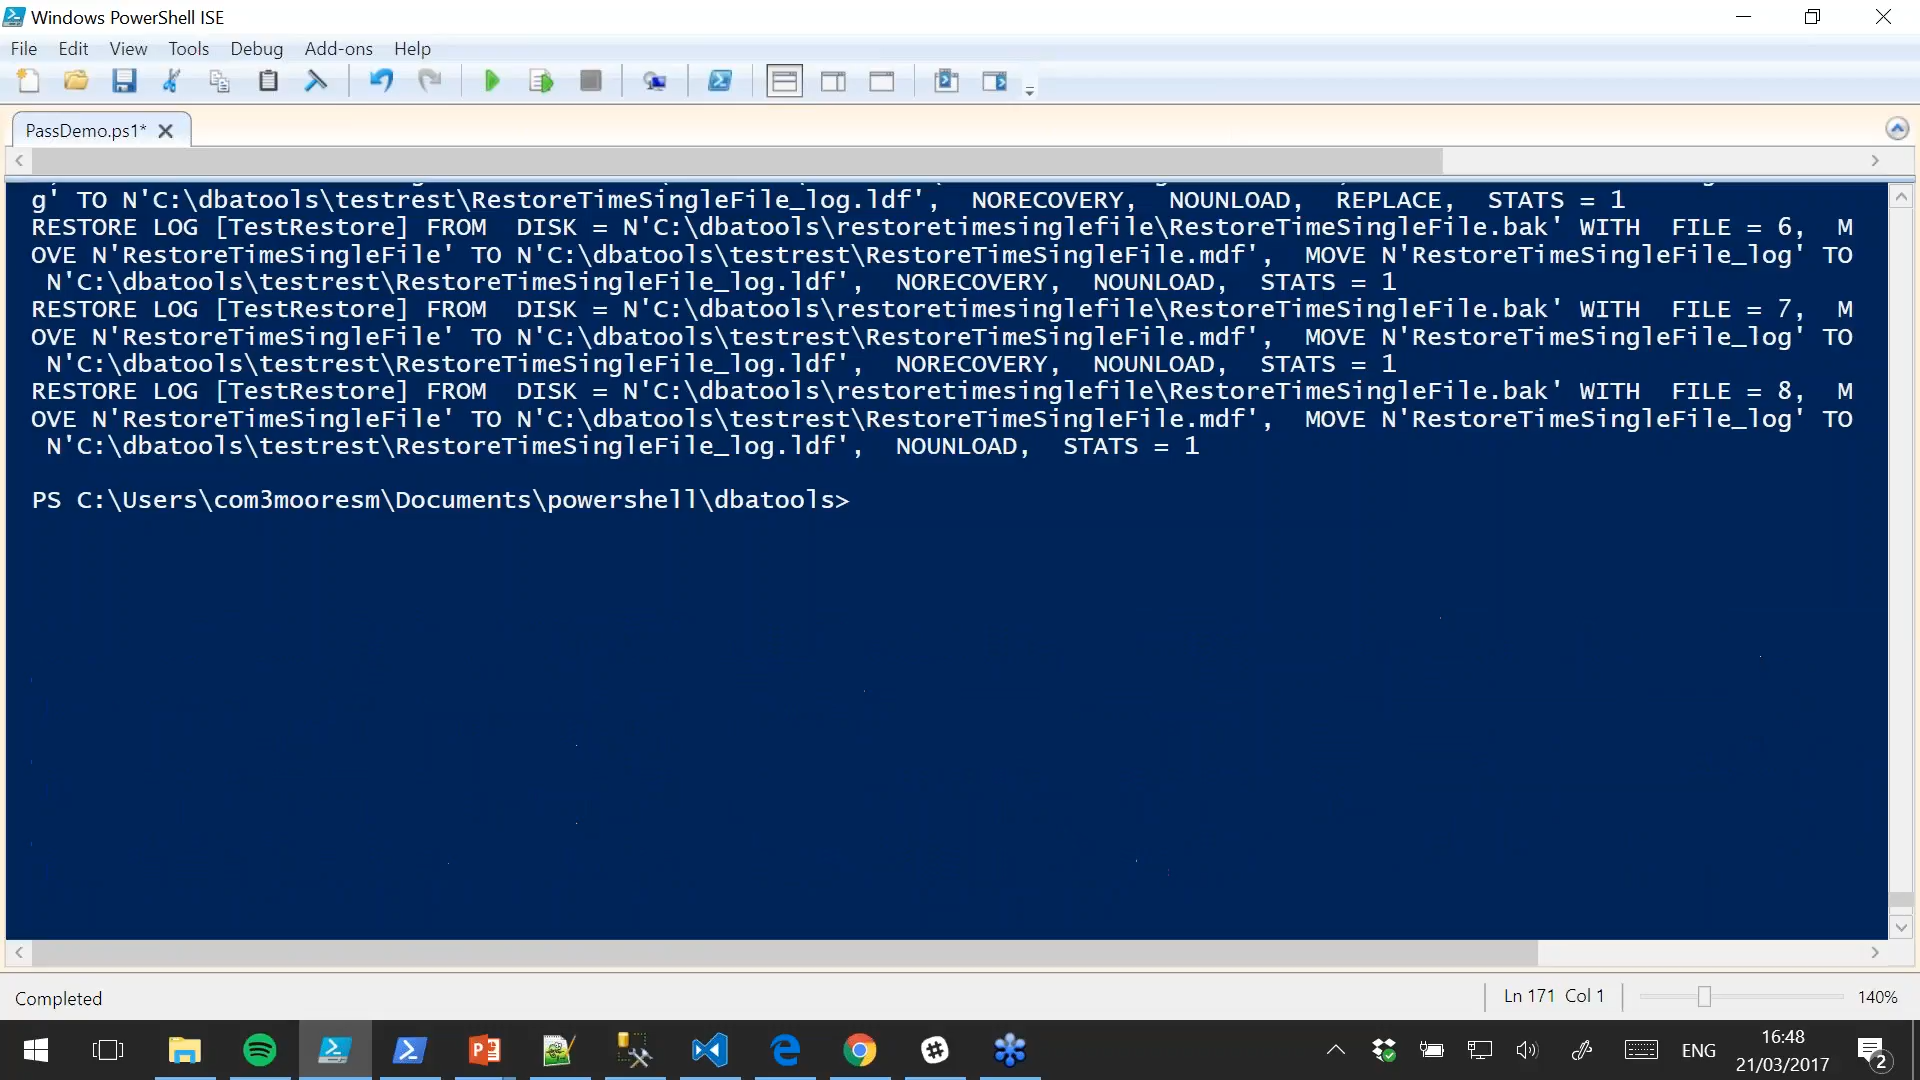 Windows PowerShell ISE
File Edit View Tools Debug Add-ons Help
PassDemo.ps1*
g' TO N'C:\dbatools\testrest\RestoreTimeSingleFile_log.ldf',  NORECOVERY,  NOUNLOAD,  REPLACE,  STATS = 1
RESTORE LOG [TestRestore] FROM  DISK = N'C:\dbatools\restoretimesinglefile\RestoreTimeSingleFile.bak' WITH  FILE = 6,  M
OVE N'RestoreTimeSingleFile' TO N'C:\dbatools\testrest\RestoreTimeSingleFile.mdf',  MOVE N'RestoreTimeSingleFile_log' TO
N'C:\dbatools\testrest\RestoreTimeSingleFile_log.ldf',  NORECOVERY,  NOUNLOAD,  STATS = 1
RESTORE LOG [TestRestore] FROM  DISK = N'C:\dbatools\restoretimesinglefile\RestoreTimeSingleFile.bak' WITH  FILE = 7,  M
OVE N'RestoreTimeSingleFile' TO N'C:\dbatools\testrest\RestoreTimeSingleFile.mdf',  MOVE N'RestoreTimeSingleFile_log' TO
N'C:\dbatools\testrest\RestoreTimeSingleFile_log.ldf',  NORECOVERY,  NOUNLOAD,  STATS = 1
RESTORE LOG [TestRestore] FROM  DISK = N'C:\dbatools\restoretimesinglefile\RestoreTimeSingleFile.bak' WITH  FILE = 8,  M
OVE N'RestoreTimeSingleFile' TO N'C:\dbatools\testrest\RestoreTimeSingleFile.mdf',  MOVE N'RestoreTimeSingleFile_log' TO
N'C:\dbatools\testrest\RestoreTimeSingleFile_log.ldf',  NOUNLOAD,  STATS = 1
PS C:\Users\com3mooresm\Documents\powershell\dbatools>
Completed
Ln 171 Col 1
140%
ENG
16:48
21/03/2017
2